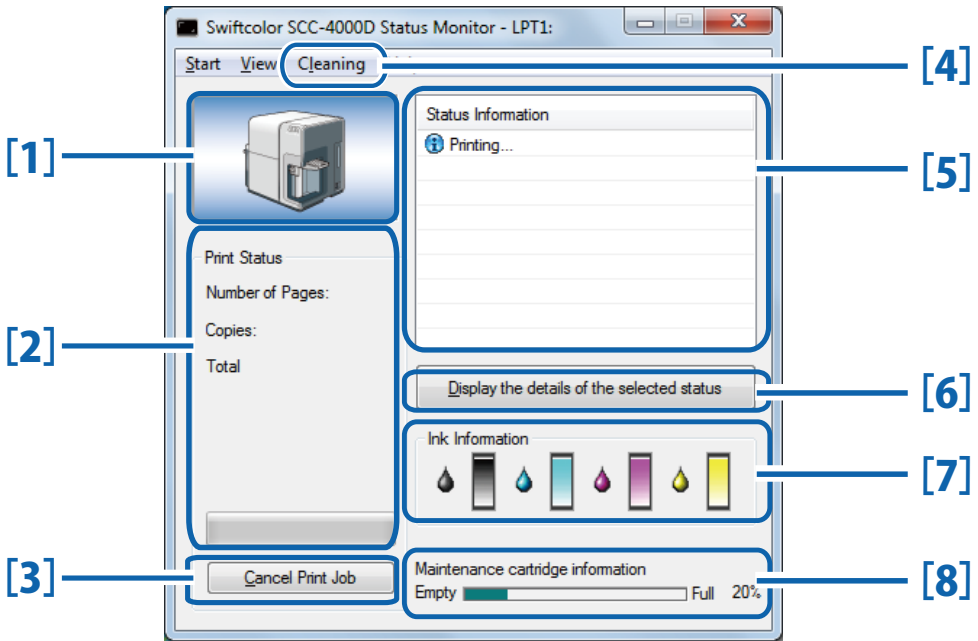 Swiftcolor SCC-4000D Status Monitor - LPT1:
Start View Cleaning
[4]
[1]
Status Information
Printing...
[5]
Print Status
Number of Pages:
[2]
Copies:
Total
Display the details of the selected status
[6]
Ink Information
[7]
[3]
Cancel Print Job
Maintenance cartridge information
Empty Full 20%
[8]